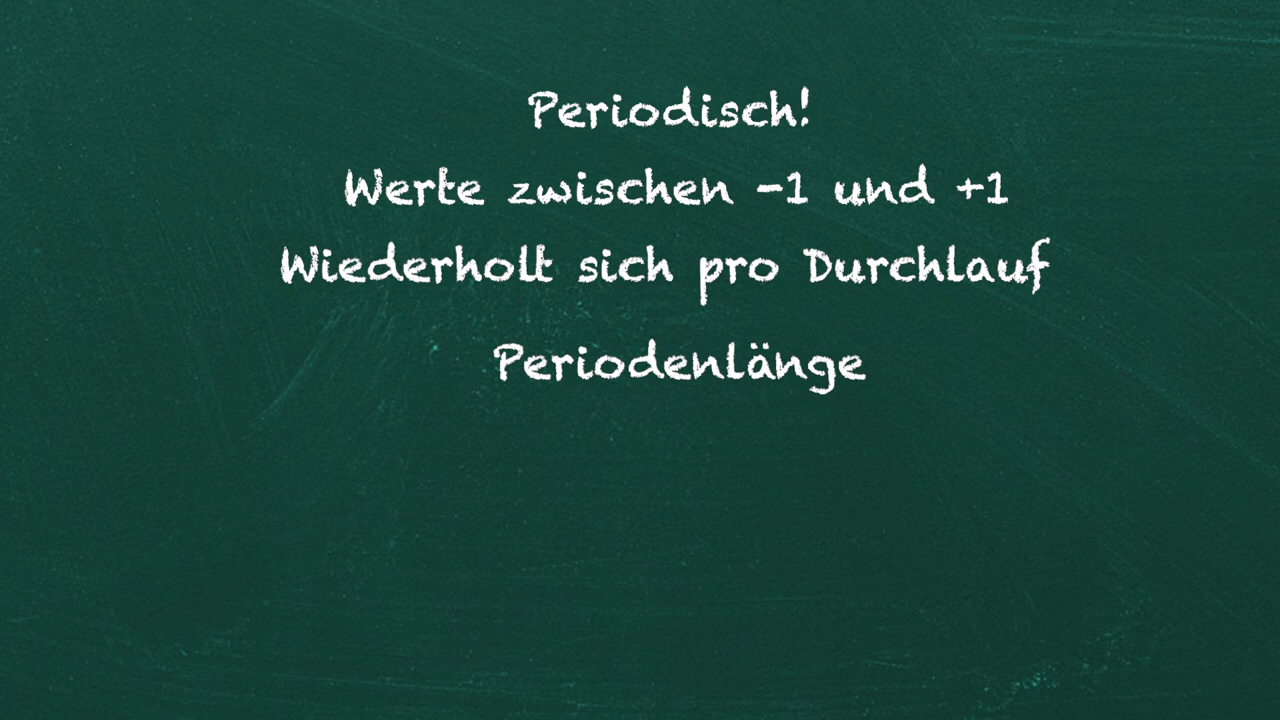 Periodisch!
Werte zwischen -1 und +1
Wiederholt sich pro Durchlauf
Periodenlänge